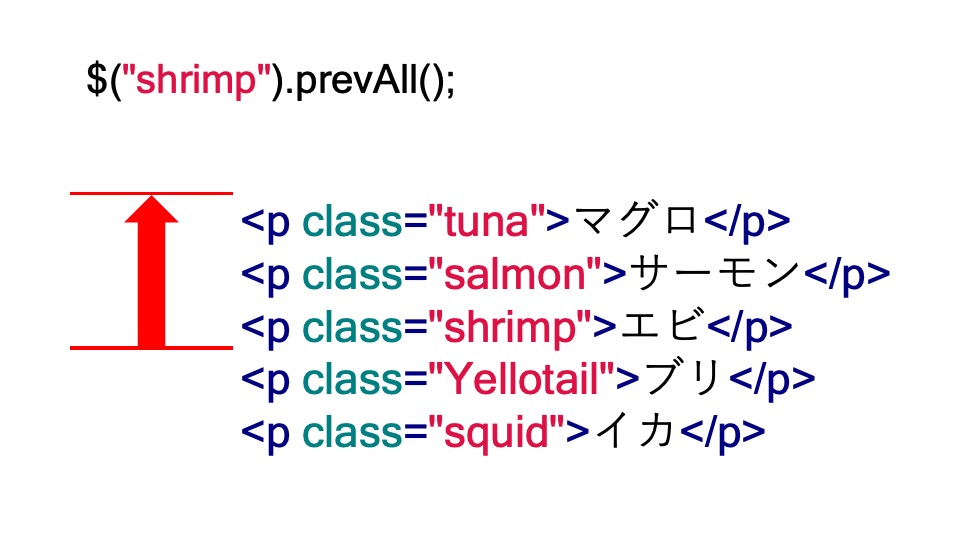 $("shrimp").prevAll();
<p class="tuna">マグロ</p>
<p class="salmon">サーモン</p>
<p class="shrimp">エビ</p>
<p class="Yellotail">ブリ</p>
<p class="squid">イカ</p>